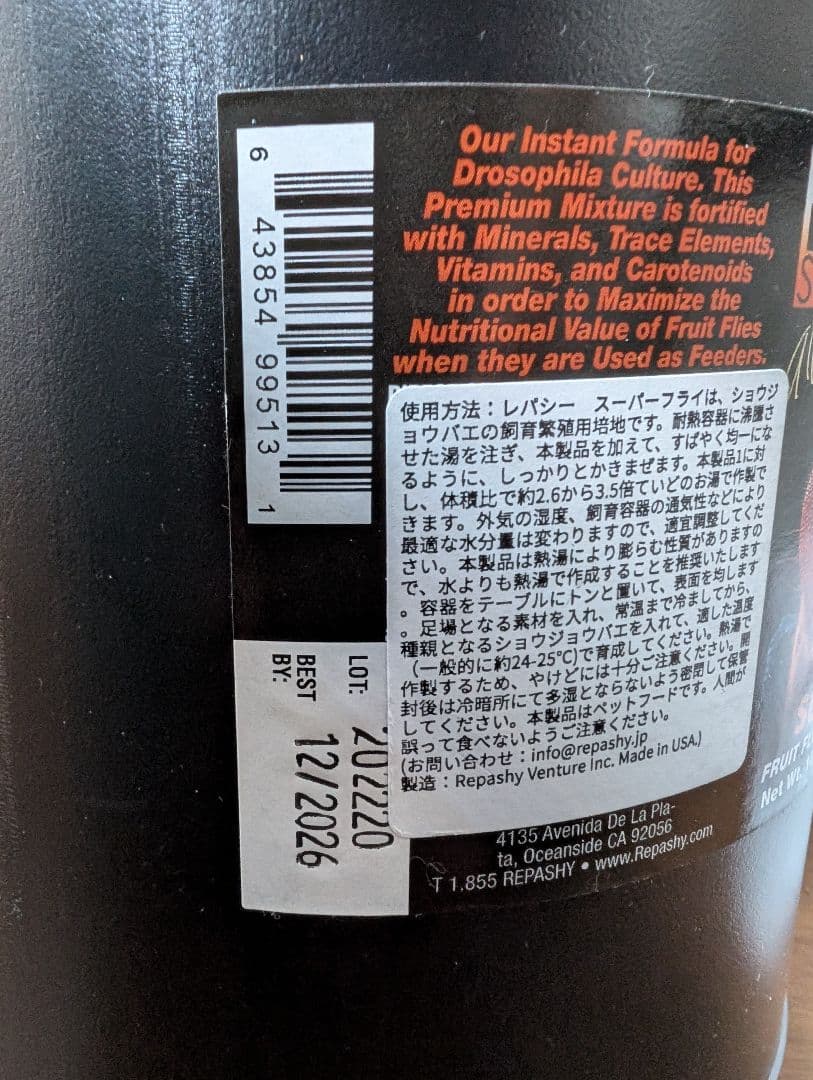 Our Instant Formula for
Drosophila Culture. This
Premium Mixture is fortified
with Minerals, Trace Elements,
Vitamins, and Carotenoids
in order to Maximize the
Nutritional Value of Fruit Flies
when they are Used as Feeders.
6 43854 99513 1
使用方法：レパシー スーパーフライは、ショウジ
ョウバエの飼育繁殖用培地です。耐熱容器に沸騰さ
せた湯を注ぎ、本製品を加えて、すばやく均一にな
るように、しっかりとかきまぜます。本製品1に対
し、体積比で約2.6から3.5倍ていどのお湯で作製で
きます。外気の湿度、飼育容器の通気性などにより
最適な水分量は変わりますので、適宜調整してくだ
さい。本製品は熱湯により膨らむ性質がありますの
で、水よりも熱湯で作成することを推奨いたします
。容器をテーブルにトンと置いて、表面を均します
。足場となる素材を入れ、常温まで冷ましてから、
種親となるショウジョウバエを入れて、適した温度
（一般的に約24-25℃)で育成してください。熱湯で
作製するため、やけどには十分ご注意ください。開
封後は冷暗所にて多湿とならないよう密閉して保管
してください。本製品はペットフードです。人間が
誤って食べないようご注意ください。
(お問い合わせ：info@repashy.jp
製造：Repashy Venture Inc. Made in USA.)
LOT: 202220
BEST
BY: 12/2026
4135 Avenida De La Pla-
ta, Oceanside CA 92056
T 1.855 REPASHY • www.Repashy.com
FRUIT
Net